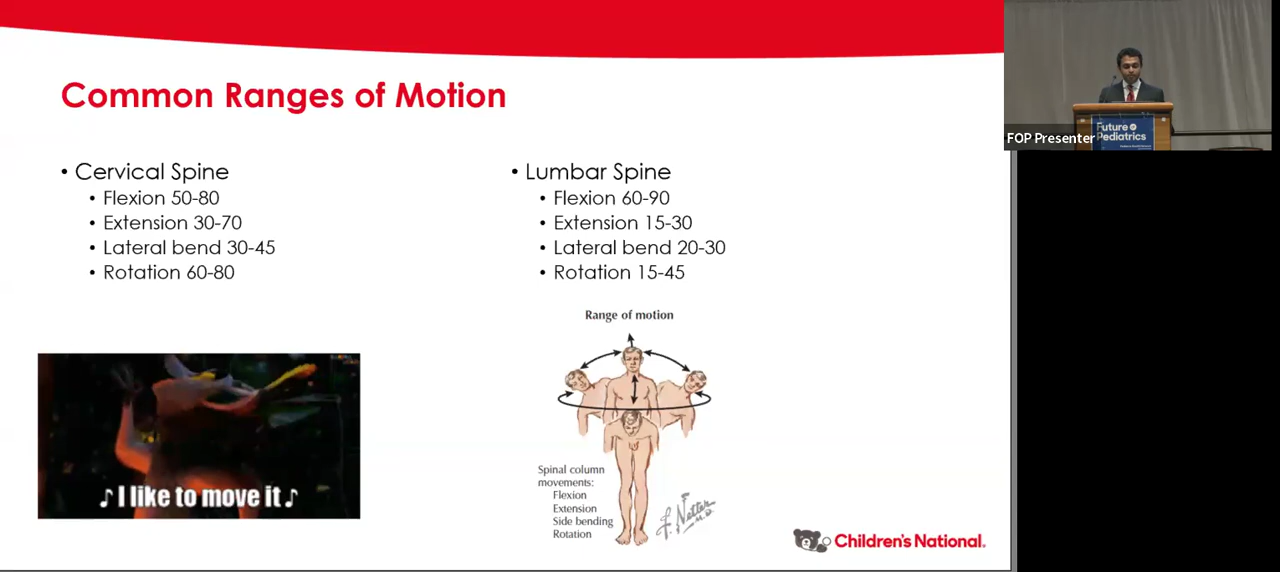 Common Ranges of Motion
• Cervical Spine
• Flexion 50-80
• Extension 30-70
• Lateral bend 30-45
• Rotation 60-80
• Lumbar Spine
• Flexion 60-90
• Extension 15-30
• Lateral bend 20-30
• Rotation 15-45
Range of motion
Spinal column
movements:
Flexion
Extension
Side bending
Rotation
F. Netter
M.D.
♪ I like to move it ♪
Children's National.
FOP Presenter
Future of
Pediatrics